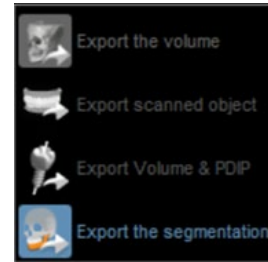 Export the volume
Export scanned object
Export Volume & PDIP
Export the segmentation